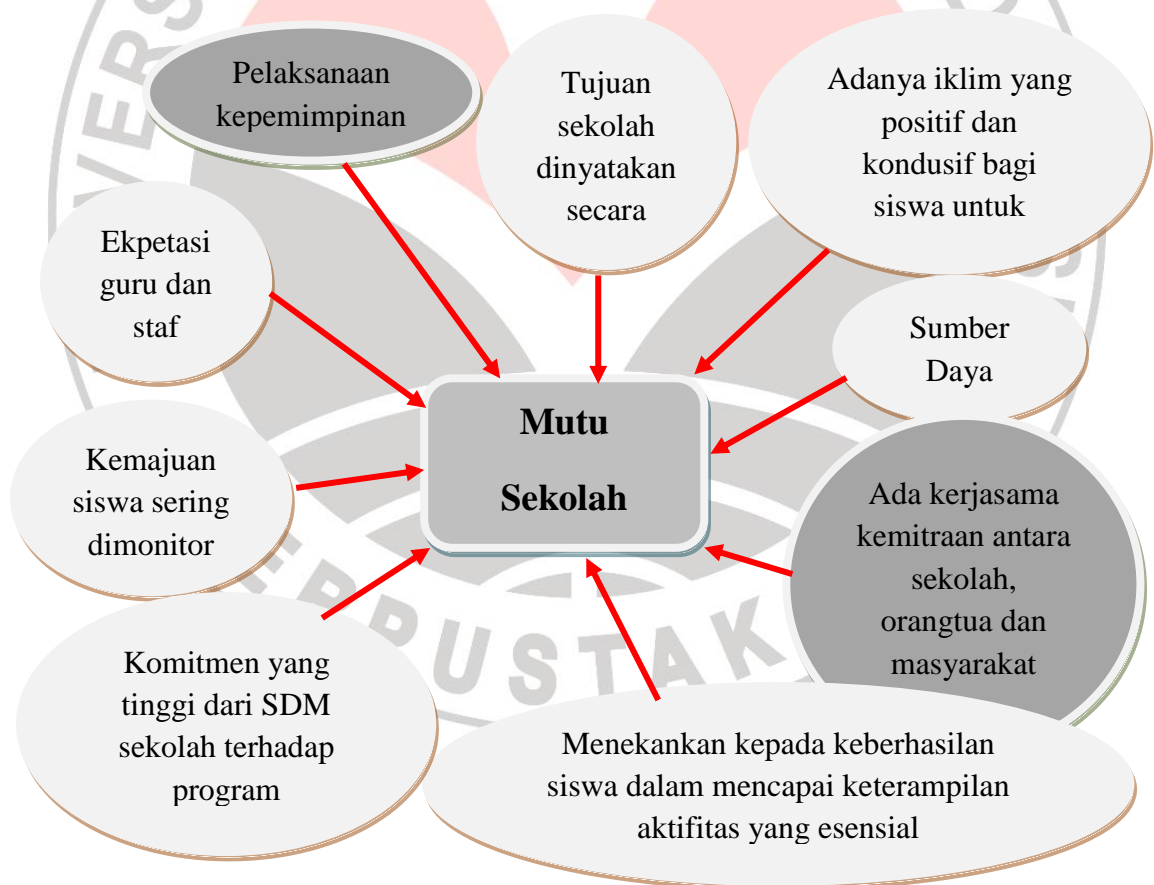 Pelaksanaan
kepemimpinan
Tujuan
sekolah
dinyatakan
secara
Adanya iklim yang
positif dan
kondusif bagi
siswa untuk
Ekpetasi
guru dan
staf
Sumber
Daya
Mutu
Sekolah
Kemajuan
siswa sering
dimonitor
Ada kerjasama
kemitraan antara
sekolah,
orangtua dan
masyarakat
Komitmen yang
tinggi dari SDM
sekolah terhadap
program
Menekankan kepada keberhasilan
siswa dalam mencapai keterampilan
aktifitas yang esensial